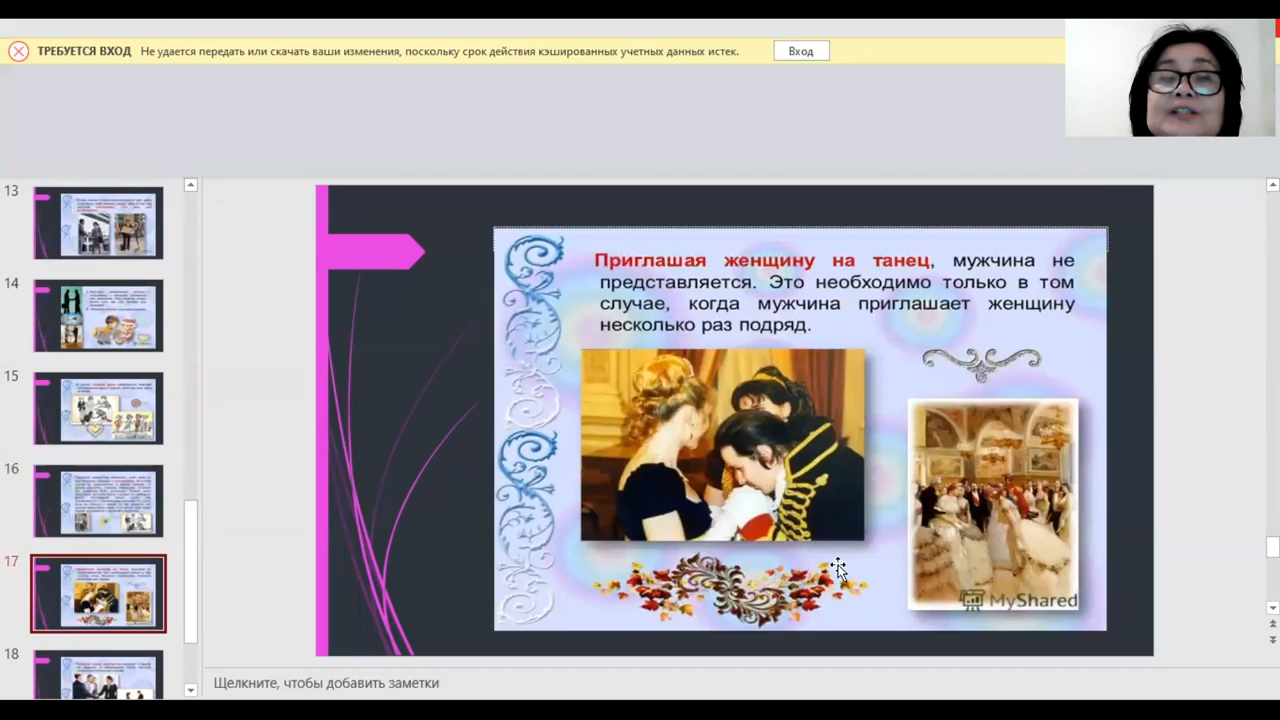 ТРЕБУЕТСЯ ВХОД Не удается передать или скачать ваши изменения, поскольку срок действия кэшированных учетных данных истек. Вход
13
14
15
16
17
18
Приглашая женщину на танец, мужчина не
представляется. Это необходимо только в том
случае, когда мужчина приглашает женщину
несколько раз подряд.
MyShared
Щелкните, чтобы добавить заметки